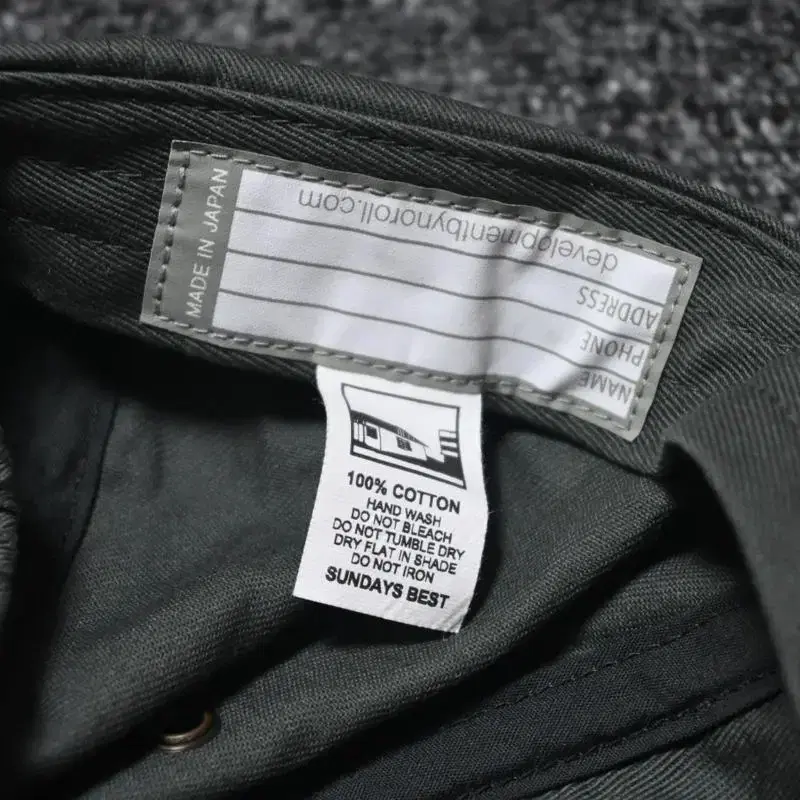 MADE IN JAPAN
developmentbynoroll.com
ADDRESS
PHONE
NAME
100% COTTON
HAND WASH
DO NOT BLEACH
DO NOT TUMBLE DRY
DRY FLAT IN SHADE
DO NOT IRON
SUNDAYS BEST